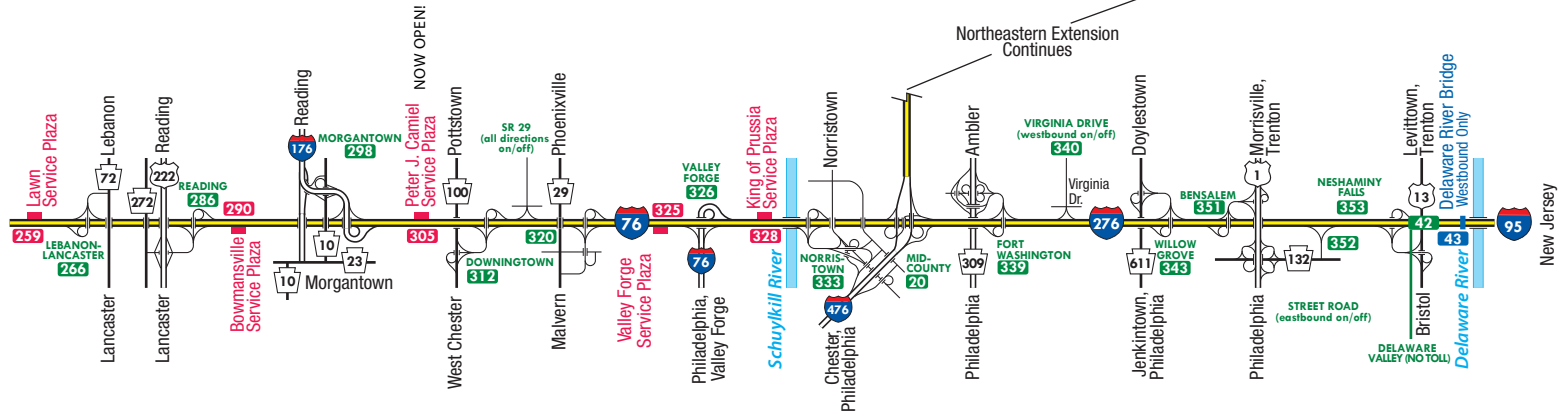 Northeastern Extension
Continues
Lawn
Service Plaza
259
Lebanon
72
LEBANON-
LANCASTER
266
Lancaster
272
Reading
222
Lancaster
READING
286
290
Bowmansville
Service Plaza
Reading
176
MORGANTOWN
298
10
10
23
Morgantown
Peter J. Camiel
Service Plaza
NOW OPEN!
305
Pottstown
100
West Chester
DOWNINGTOWN
312
SR 29
(all directions
on/off)
320
Phoenixville
29
Malvern
76
Valley Forge
Service Plaza
325
VALLEY
FORGE
326
76
Philadelphia,
Valley Forge
King of Prussia
Service Plaza
328
Schuylkill River
Norristown
NORRIS-
TOWN
333
476
Chester,
Philadelphia
MID-
COUNTY
20
Ambler
309
Philadelphia
FORT
WASHINGTON
339
VIRGINIA DRIVE
(westbound on/off)
340
Virginia
Dr.
276
Doylestown
611
Jenkintown,
Philadelphia
WILLOW
GROVE
343
BENSALEM
351
Morrisville,
Trenton
1
Philadelphia
132
352
STREET ROAD
(eastbound on/off)
NESHAMINY
FALLS
353
Levittown,
Trenton
13
42
Bristol
DELAWARE
VALLEY (NO TOLL)
Delaware River Bridge
Westbound Only
43
Delaware River
95
New Jersey